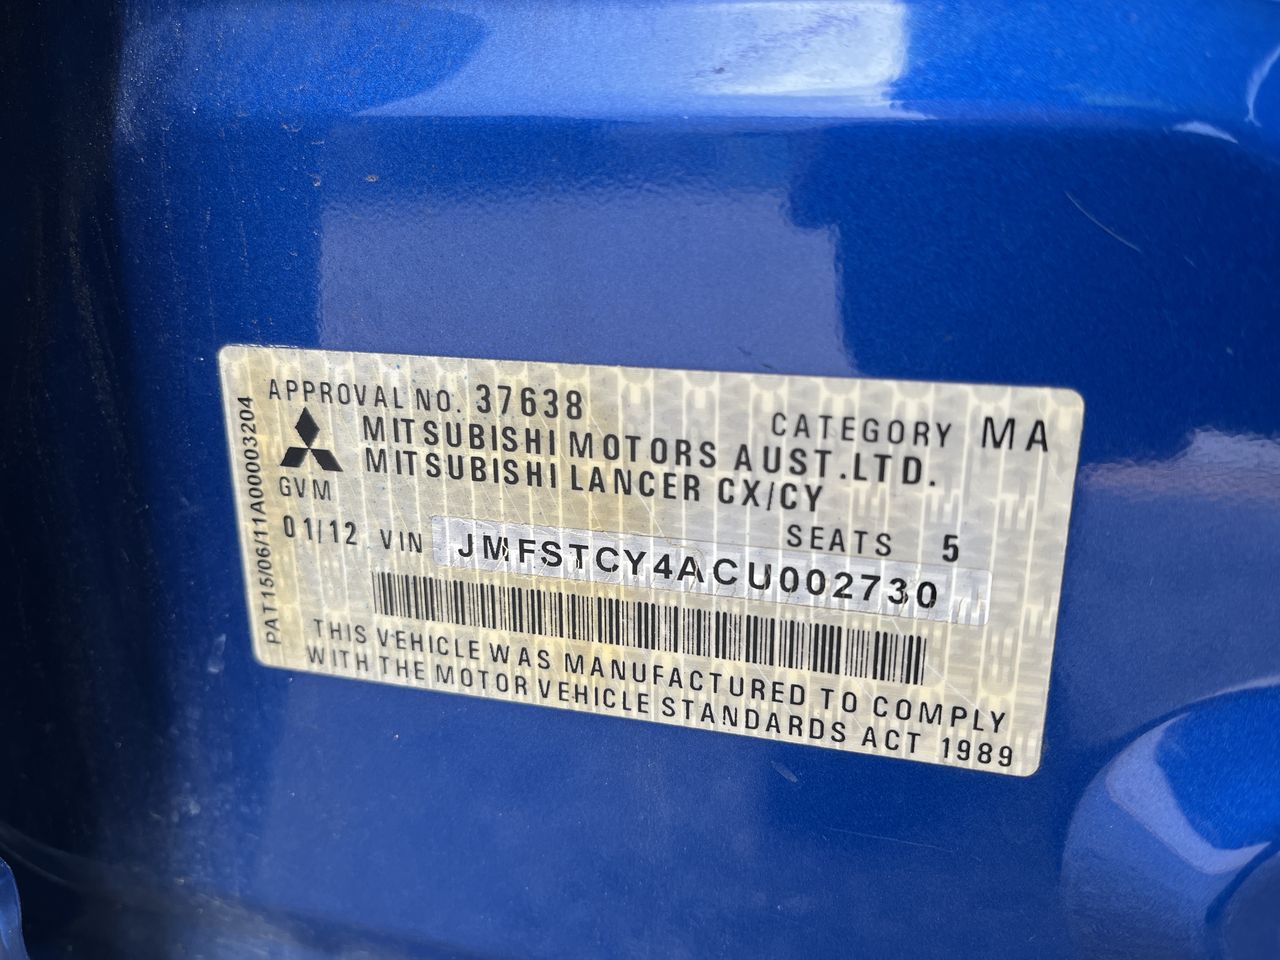 APPROVAL NO. 37638
CATEGORY MA
MITSUBISHI MOTORS AUST.LTD.
MITSUBISHI LANCER CX/CY
GVM
SEATS 5
01/12 VIN JMFSTCY4ACU002730
THIS VEHICLE WAS MANUFACTURED TO COMPLY
WITH THE MOTOR VEHICLE STANDARDS ACT 1989
PAT15/06/11A00003204